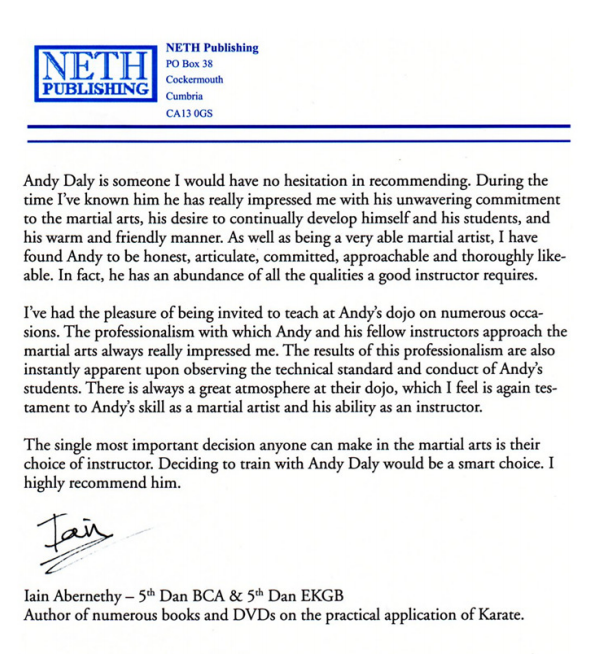 NETH
PUBLISHING
NETH Publishing
PO Box 38
Cockermouth
Cumbria
CA13 0GS
Andy Daly is someone I would have no hesitation in recommending. During the
time I've known him he has really impressed me with his unwavering commitment
to the martial arts, his desire to continually develop himself and his students, and
his warm and friendly manner. As well as being a very able martial artist, I have
found Andy to be honest, articulate, committed, approachable and thoroughly like-
able. In fact, he has an abundance of all the qualities a good instructor requires.
I've had the pleasure of being invited to teach at Andy's dojo on numerous occa-
sions. The professionalism with which Andy and his fellow instructors approach the
martial arts always really impressed me. The results of this professionalism are also
instantly apparent upon observing the technical standard and conduct of Andy's
students. There is always a great atmosphere at their dojo, which I feel is again tes-
tament to Andy's skill as a martial artist and his ability as an instructor.
The single most important decision anyone can make in the martial arts is their
choice of instructor. Deciding to train with Andy Daly would be a smart choice. I
highly recommend him.
Iain
Iain Abernethy – 5th Dan BCA & 5th Dan EKGB
Author of numerous books and DVDs on the practical application of Karate.